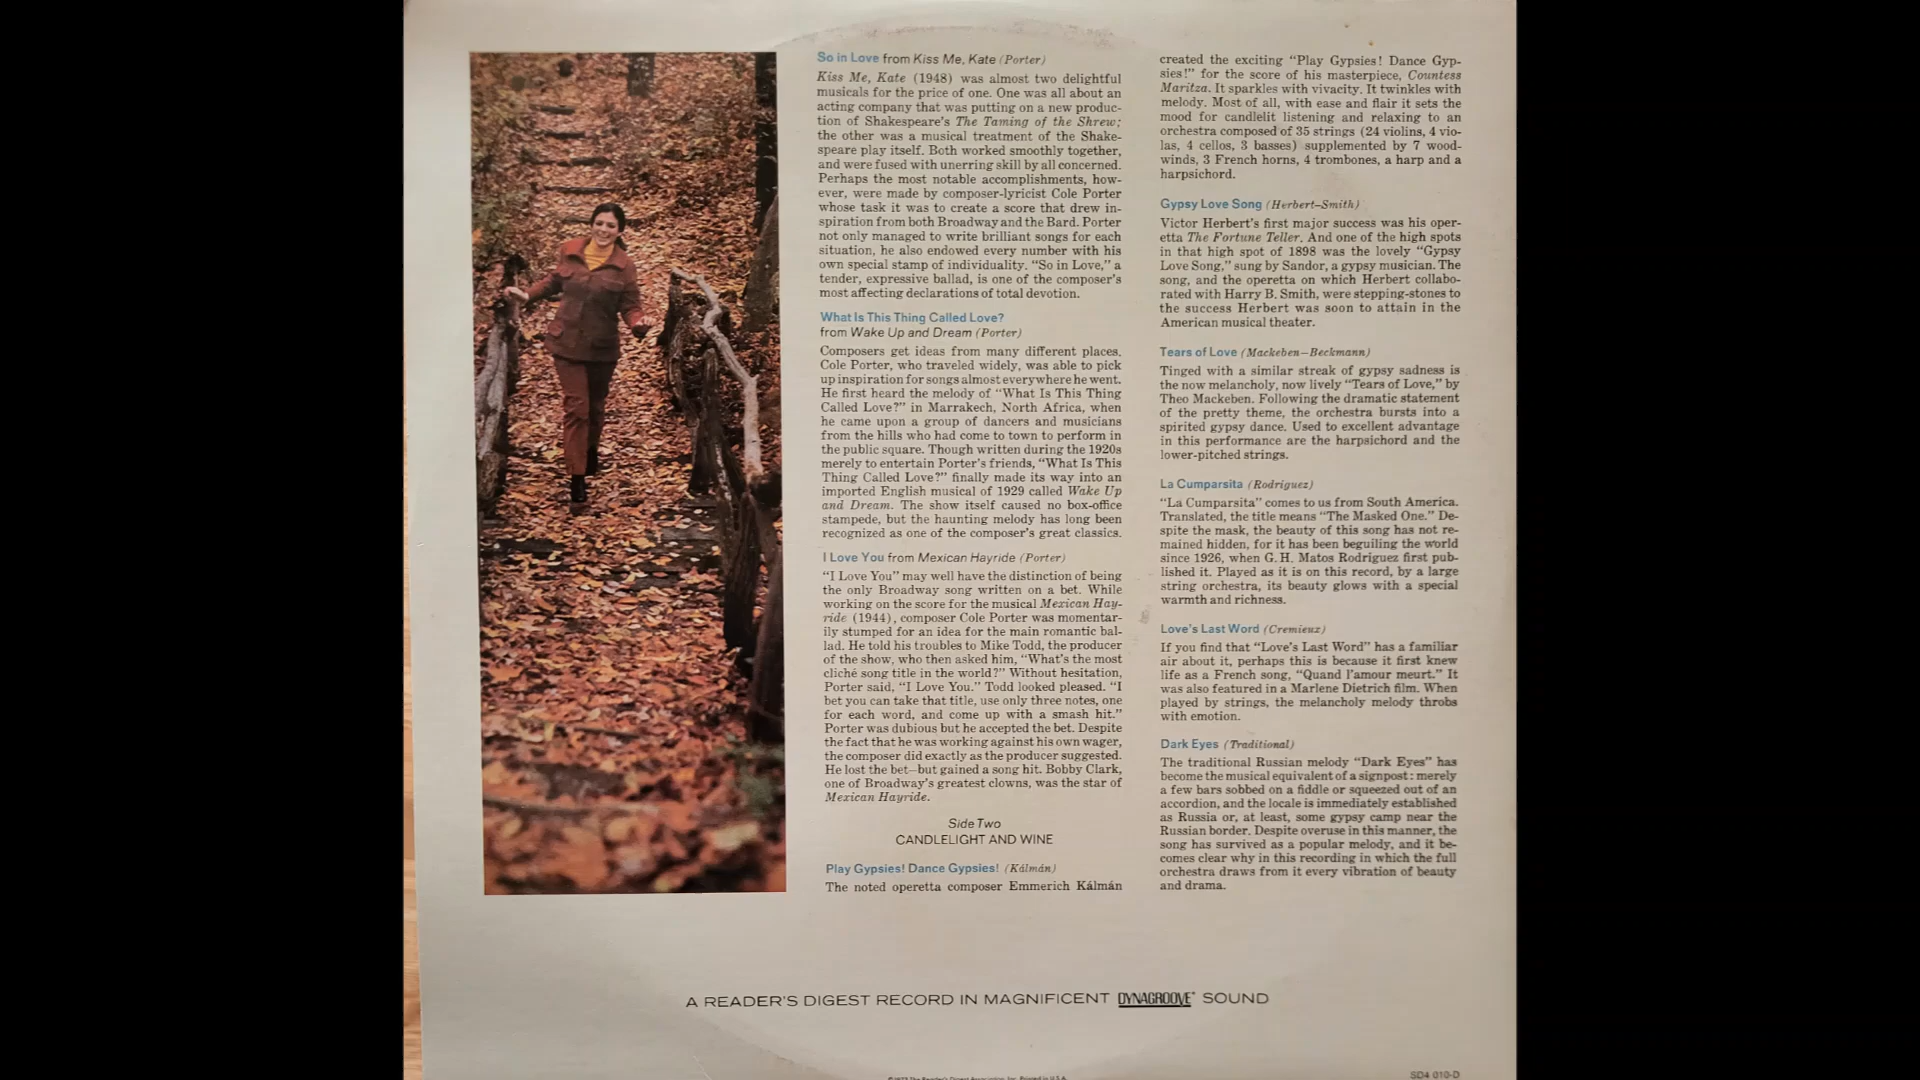 So in Love from Kiss Me, Kate (Porter)
Kiss Me, Kate (1948) was almost two delightful
musicals for the price of one. One was all about an
acting company that was putting on a new produc-
tion of Shakespeare's The Taming of the Shrew;
the other was a musical treatment of the Shake-
speare play itself. Both worked smoothly together,
and were fused with unerring skill by all concerned.
Perhaps the most notable accomplishments, how-
ever, were made by composer-lyricist Cole Porter
whose task it was to create a score that drew in-
spiration from both Broadway and the Bard. Porter
not only managed to write brilliant songs for each
situation, he also endowed every number with his
own special stamp of individuality. “So in Love,” a
tender, expressive ballad, is one of the composer's
most affecting declarations of total devotion.
What Is This Thing Called Love?
from Wake Up and Dream (Porter)
Composers get ideas from many different places.
Cole Porter, who traveled widely, was able to pick
up inspiration for songs almost everywhere he went.
He first heard the melody of “What Is This Thing
Called Love?” in Marrakech, North Africa, when
he came upon a group of dancers and musicians
from the hills who had come to town to perform in
the public square. Though written during the 1920s
merely to entertain Porter's friends, “What Is This
Thing Called Love?” finally made its way into an
imported English musical of 1929 called Wake Up
and Dream. The show itself caused no box-office
stampede, but the haunting melody has long been
recognized as one of the composer's great classics.
I Love You from Mexican Hayride (Porter)
“I Love You” may well have the distinction of being
the only Broadway song written on a bet. While
working on the score for the musical Mexican Hay-
ride (1944), composer Cole Porter was momentar-
ily stumped for an idea for the main romantic bal-
lad. He told his troubles to Mike Todd, the producer
of the show, who then asked him, “What's the most
cliché song title in the world?” Without hesitation,
Porter said, “I Love You.” Todd looked pleased. “I
bet you can take that title, use only three notes, one
for each word, and come up with a smash hit.”
Porter was dubious but he accepted the bet. Despite
the fact that he was working against his own wager,
the composer did exactly as the producer suggested.
He lost the bet—but gained a song hit. Bobby Clark,
one of Broadway's greatest clowns, was the star of
Mexican Hayride.
Side Two
CANDLELIGHT AND WINE
Play Gypsies! Dance Gypsies! (Kálmán)
The noted operetta composer Emmerich Kálmán
created the exciting “Play Gypsies! Dance Gyp-
sies!” for the score of his masterpiece, Countess
Maritza. It sparkles with vivacity. It twinkles with
melody. Most of all, with ease and flair it sets the
mood for candlelit listening and relaxing to an
orchestra composed of 35 strings (24 violins, 4 vio-
las, 4 cellos, 3 basses) supplemented by 7 wood-
winds, 3 French horns, 4 trombones, a harp and a
harpsichord.
Gypsy Love Song (Herbert–Smith)
Victor Herbert's first major success was his oper-
etta The Fortune Teller. And one of the high spots
in that high spot of 1898 was the lovely “Gypsy
Love Song,” sung by Sandor, a gypsy musician. The
song, and the operetta on which Herbert collabo-
rated with Harry B. Smith, were stepping-stones to
the success Herbert was soon to attain in the
American musical theater.
Tears of Love (Mackeben–Beckmann)
Tinged with a similar streak of gypsy sadness is
the now melancholy, now lively “Tears of Love,” by
Theo Mackeben. Following the dramatic statement
of the pretty theme, the orchestra bursts into a
spirited gypsy dance. Used to excellent advantage
in this performance are the harpsichord and the
lower-pitched strings.
La Cumparsita (Rodriguez)
“La Cumparsita” comes to us from South America.
Translated, the title means “The Masked One.” De-
spite the mask, the beauty of this song has not re-
mained hidden, for it has been beguiling the world
since 1926, when G. H. Matos Rodriguez first pub-
lished it. Played as it is on this record, by a large
string orchestra, its beauty glows with a special
warmth and richness.
Love's Last Word (Cremieux)
If you find that “Love's Last Word” has a familiar
air about it, perhaps this is because it first knew
life as a French song, “Quand l'amour meurt.” It
was also featured in a Marlene Dietrich film. When
played by strings, the melancholy melody throbs
with emotion.
Dark Eyes (Traditional)
The traditional Russian melody “Dark Eyes” has
become the musical equivalent of a signpost: merely
a few bars sobbed on a fiddle or squeezed out of an
accordion, and the locale is immediately established
as Russia or, at least, some gypsy camp near the
Russian border. Despite overuse in this manner, the
song has survived as a popular melody, and it be-
comes clear why in this recording in which the full
orchestra draws from it every vibration of beauty
and drama.
A READER'S DIGEST RECORD IN MAGNIFICENT DYNAGROOVE SOUND
The Reader's Digest Association, Inc. Printed in U.S.A.
SD4 010-D